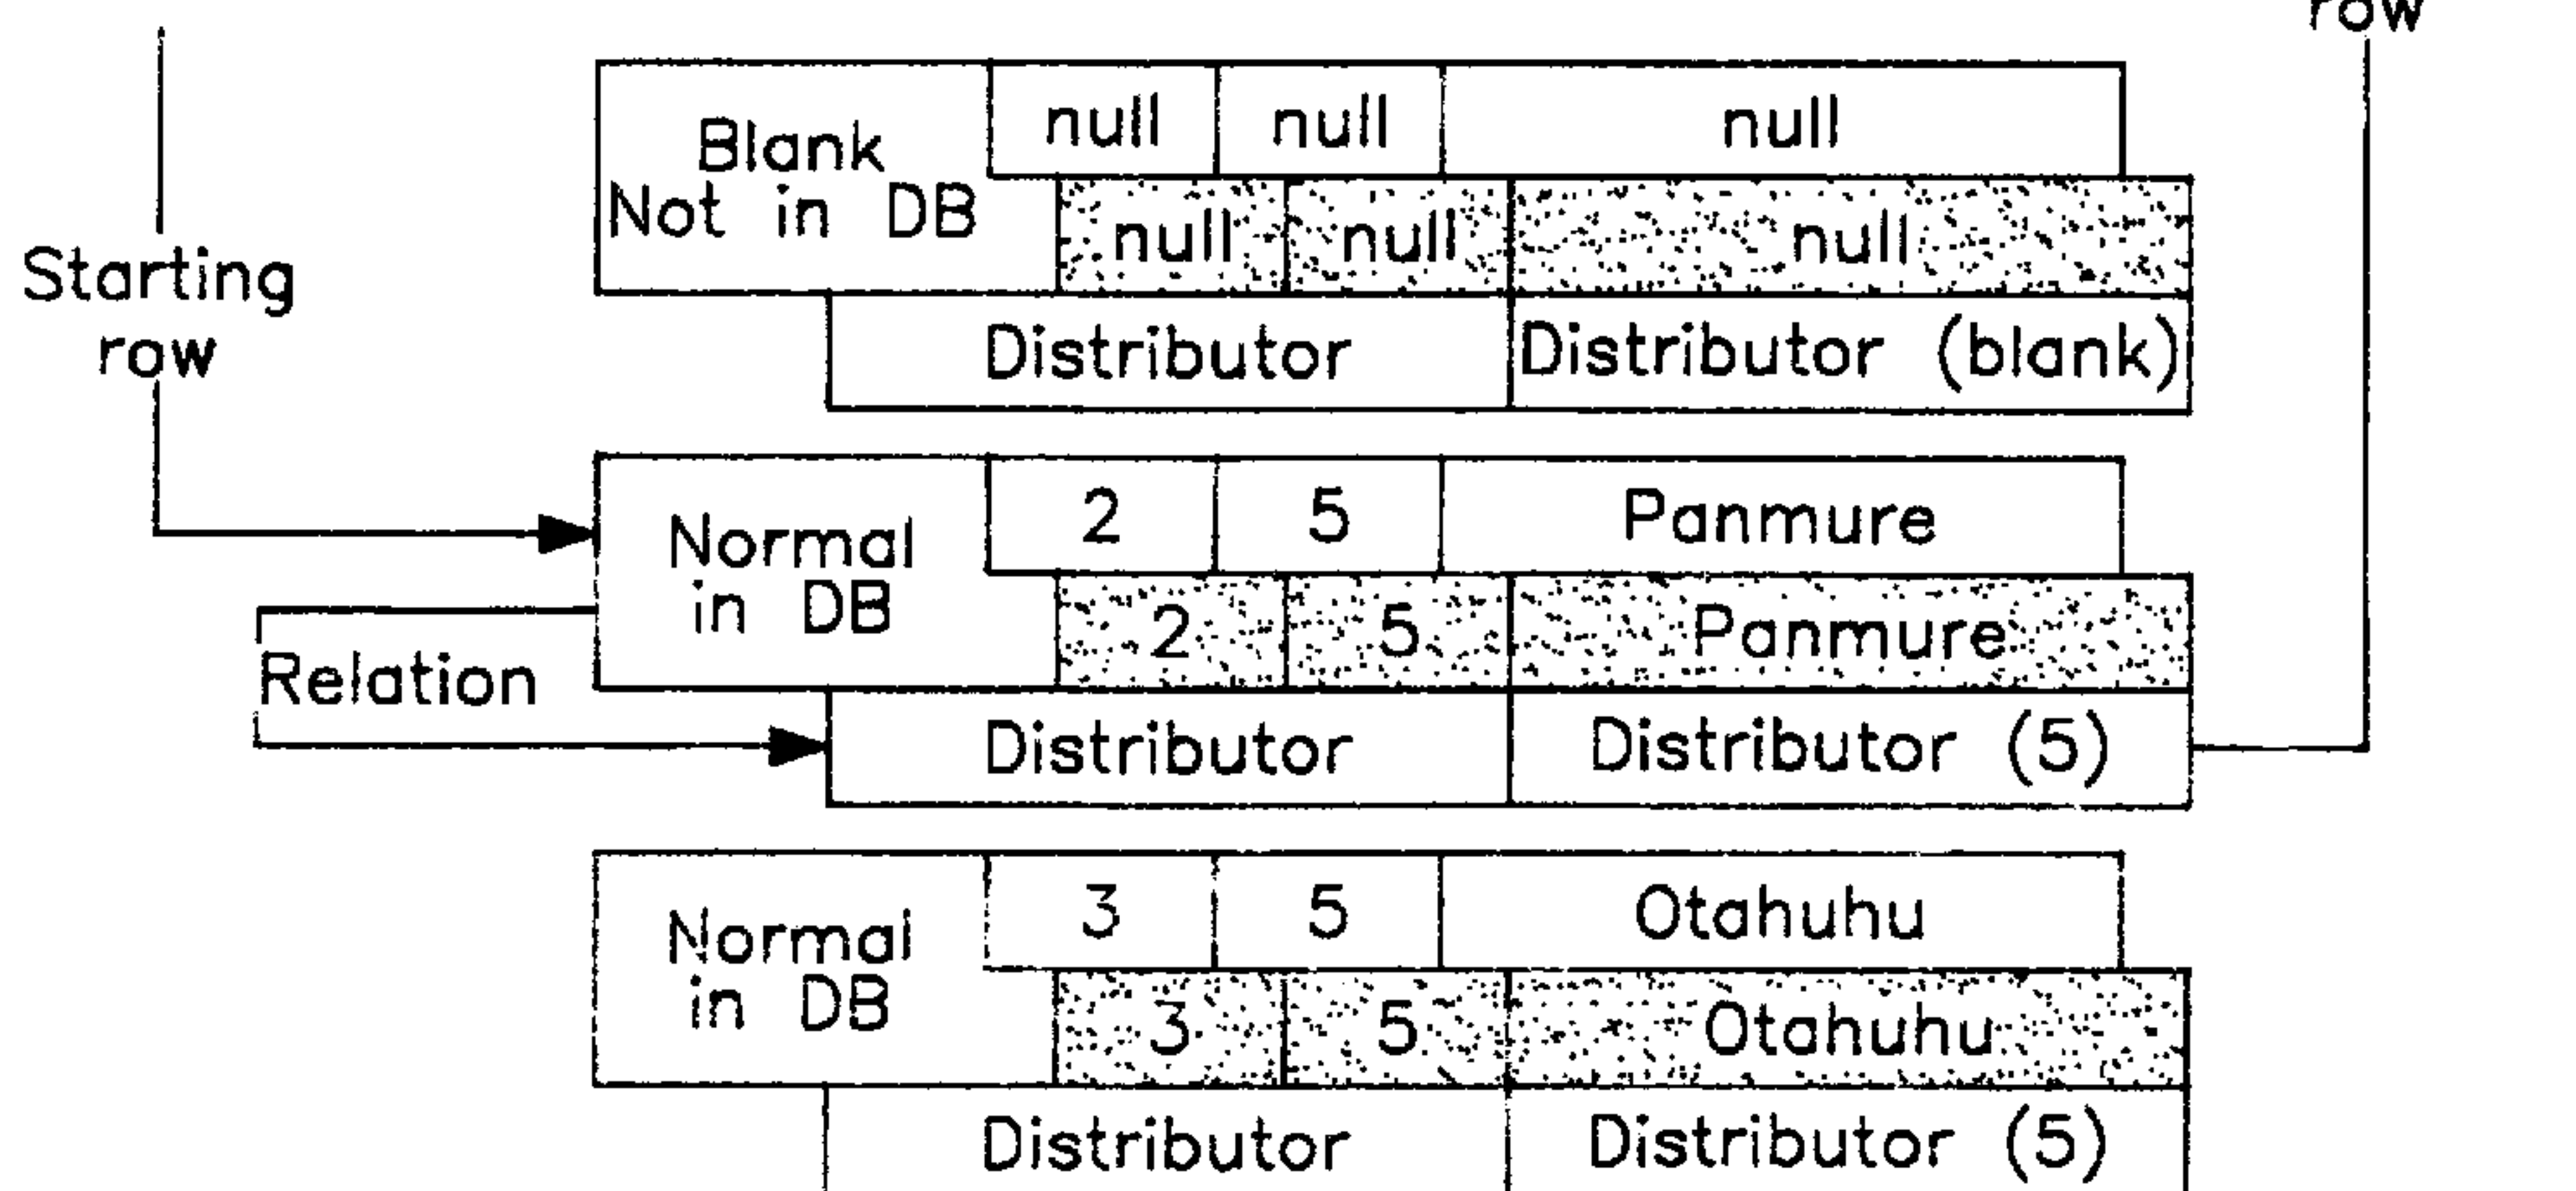 row
null null null
Blank
Not in DB
null null null
Starting
row
Distributor Distributor (blank)
2 5 Panmure
Normal
in DB
2 5 Panmure
Relation
Distributor Distributor (5)
3 5 Otahuhu
Normal
in DB
3 5 Otahuhu
Distributor Distributor (5)